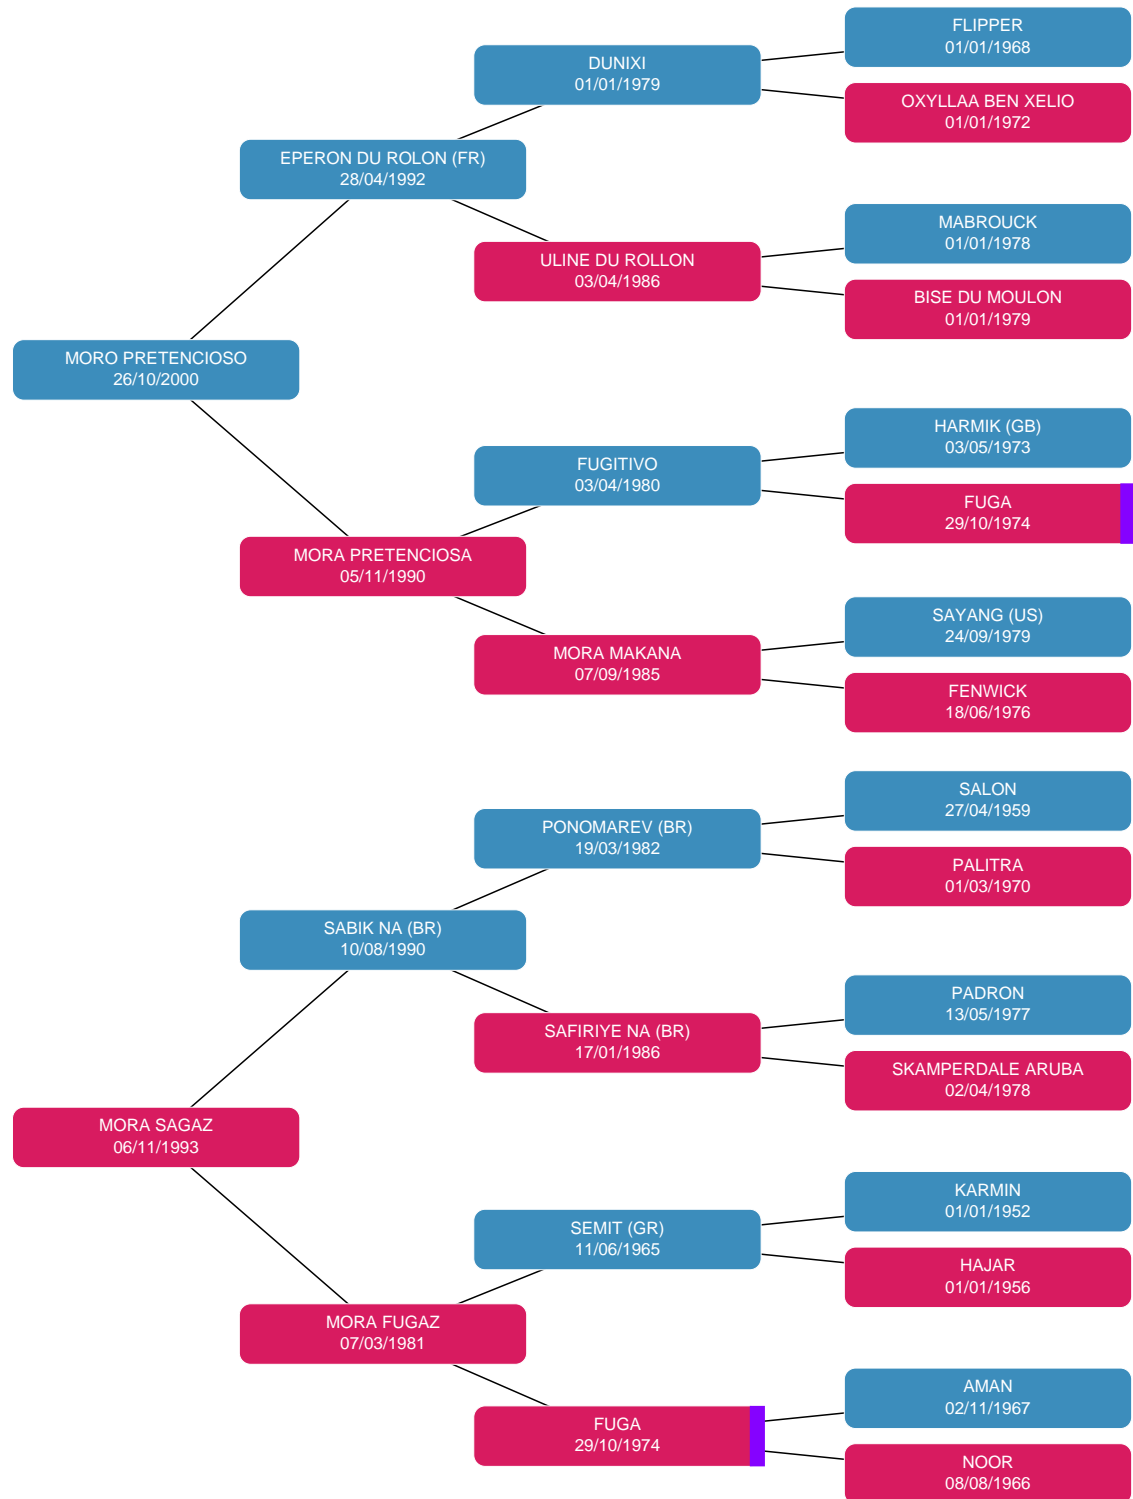 FLIPPER
01/01/1968
DUNIXI
01/01/1979
OXYLLAA BEN XELIO
01/01/1972
EPERON DU ROLON (FR)
28/04/1992
MABROUCK
01/01/1978
ULINE DU ROLLON
03/04/1986
BISE DU MOULON
01/01/1979
MORO PRETENCIOSO
26/10/2000
HARMIK (GB)
03/05/1973
FUGITIVO
03/04/1980
FUGA
29/10/1974
MORA PRETENCIOSA
05/11/1990
SAYANG (US)
24/09/1979
MORA MAKANA
07/09/1985
FENWICK
18/06/1976
SALON
27/04/1959
PONOMAREV (BR)
19/03/1982
PALITRA
01/03/1970
SABIK NA (BR)
10/08/1990
PADRON
13/05/1977
SAFIRIYE NA (BR)
17/01/1986
SKAMPERDALE ARUBA
02/04/1978
MORA SAGAZ
06/11/1993
KARMIN
01/01/1952
SEMIT (GR)
11/06/1965
HAJAR
01/01/1956
MORA FUGAZ
07/03/1981
AMAN
02/11/1967
FUGA
29/10/1974
NOOR
08/08/1966